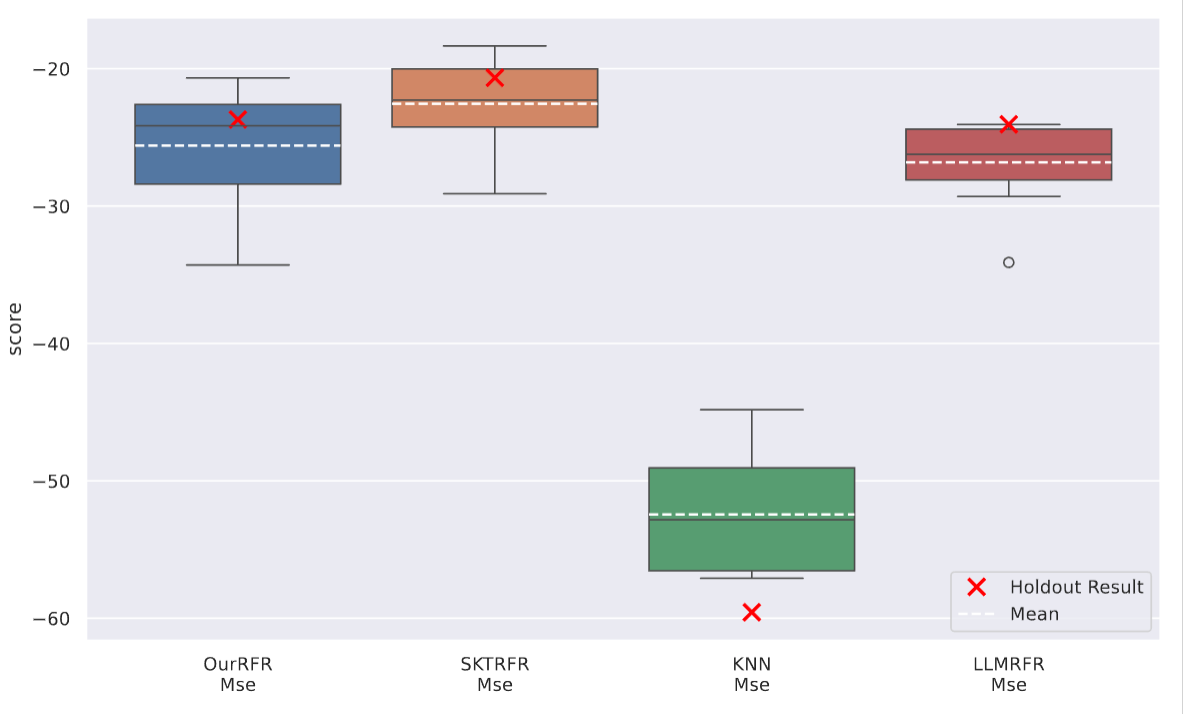 score
−20
−30
−40
−50
−60
OurRFR
Mse
SKTRFR
Mse
KNN
Mse
LLMRFR
Mse
Holdout Result
Mean